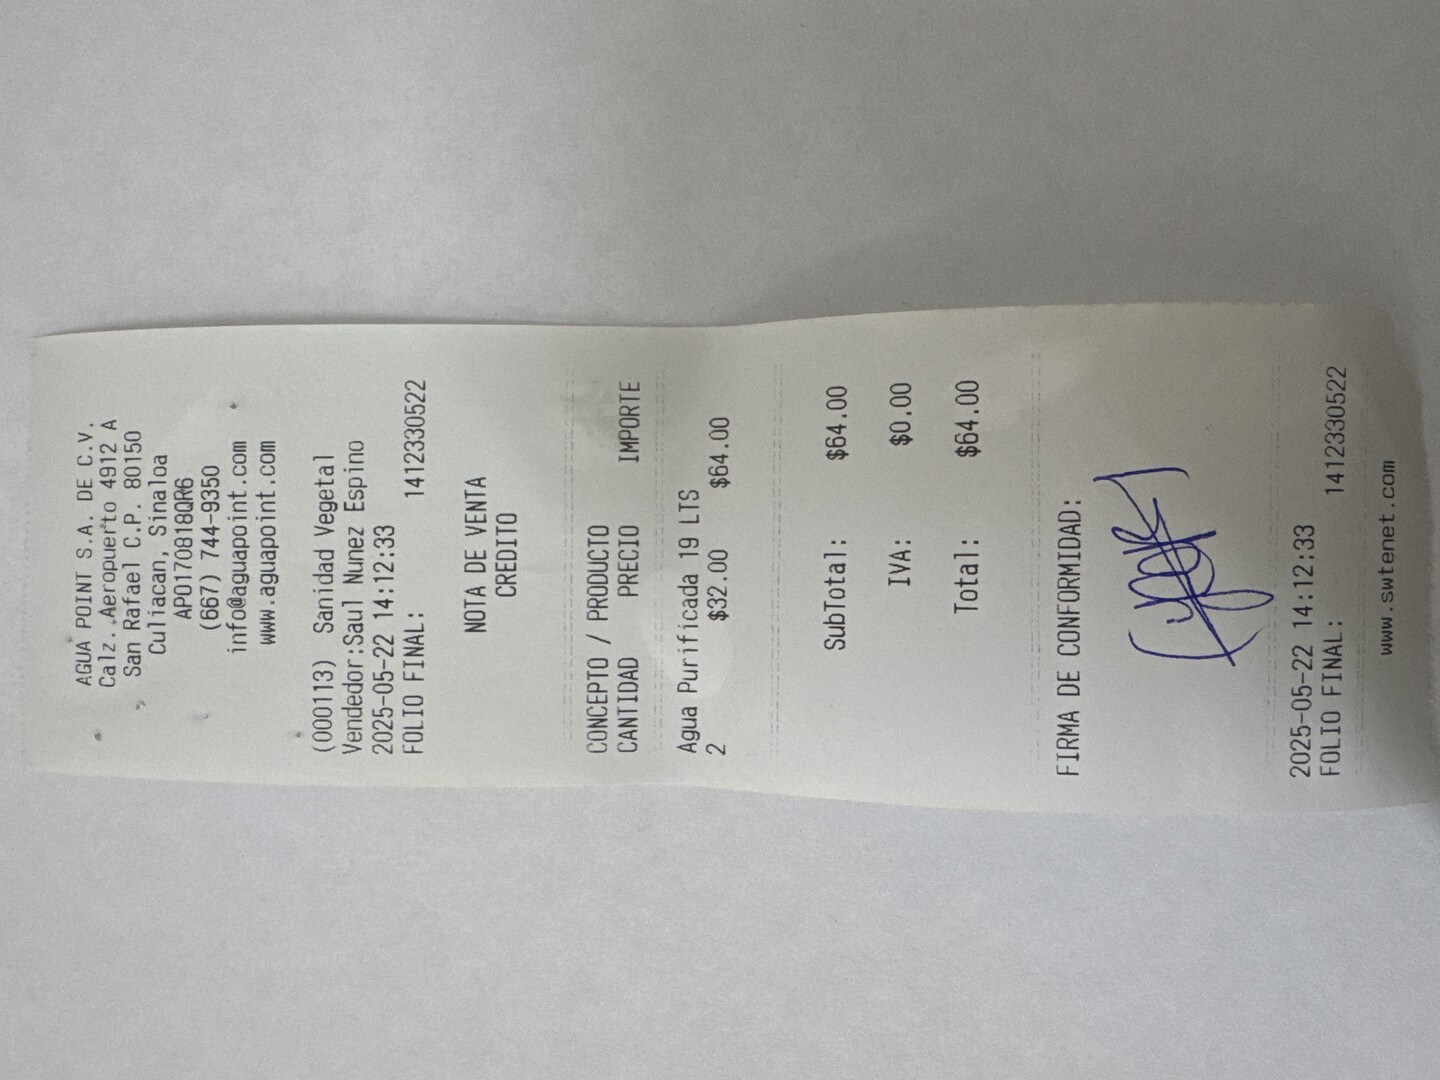 AGUA POINT S.A. DE C.V.
Calz. Aeropuerto 4912 A
San Rafael C.P. 80150
Culiacan, Sinaloa
APO170818QR6
(667) 744-9350
info@aguapoint.com
www.aguapoint.com
(000113) Sanidad Vegetal
Vendedor:Saul Nunez Espino
2025-05-22 14:12:33
FOLIO FINAL: 1412330522
NOTA DE VENTA
CREDITO
CONCEPTO / PRODUCTO
CANTIDAD PRECIO IMPORTE
Agua Purificada 19 LTS
2 $32.00 $64.00
SubTotal: $64.00
IVA: $0.00
Total: $64.00
FIRMA DE CONFORMIDAD:
2025-05-22 14:12:33
FOLIO FINAL: 1412330522
www.swtenet.com